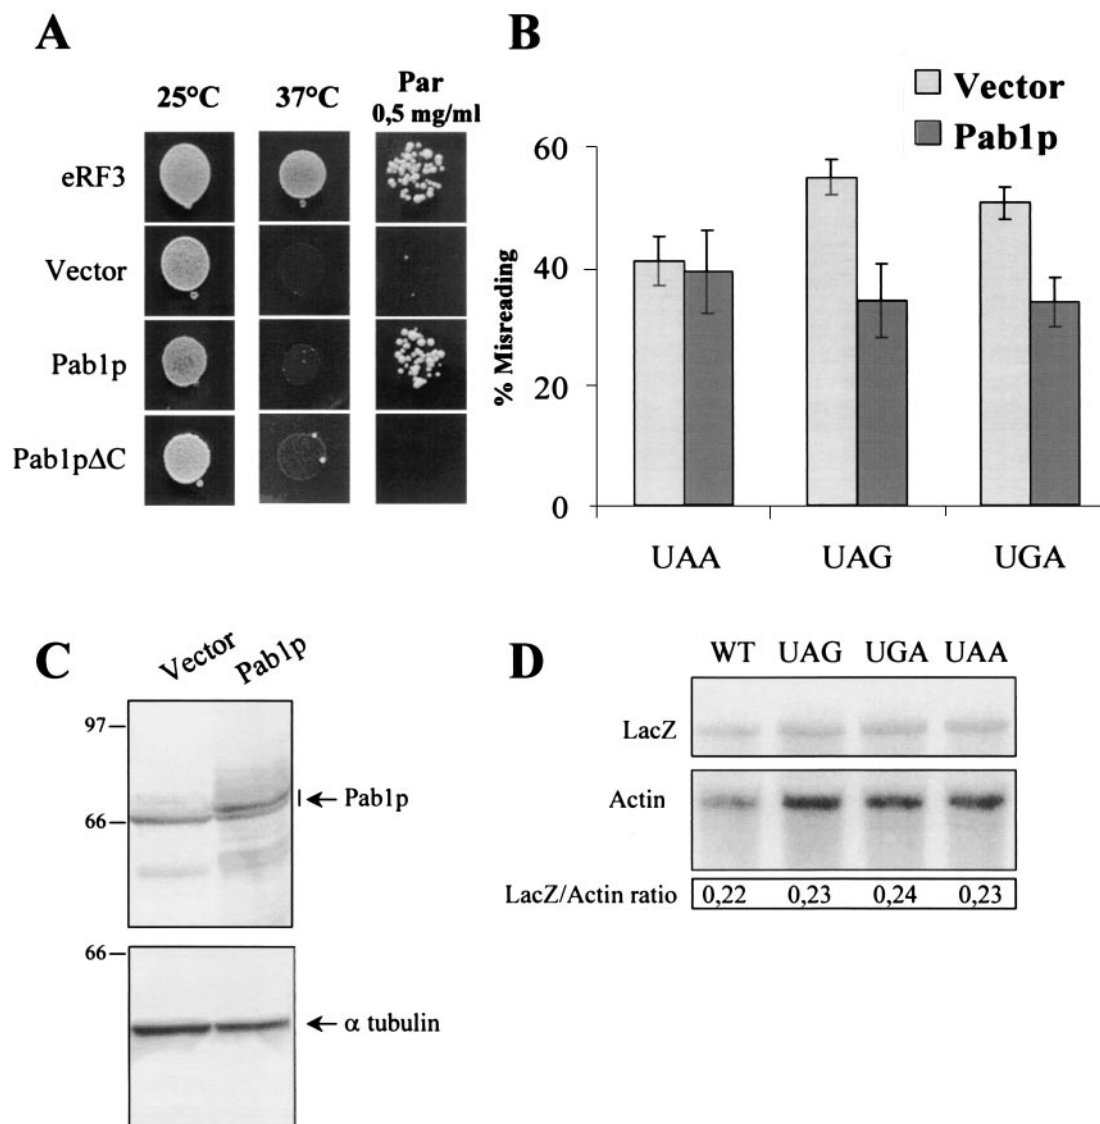 A
25°C 37°C Par
0,5 mg/ml
eRF3
Vector
Pab1p
Pab1pΔC
B
Vector
Pab1p
% Misreading
60
40
20
0
UAA UAG UGA
C
Vector Pab1p
97
66
Pab1p
66
α tubulin
D
WT UAG UGA UAA
LacZ
Actin
LacZ/Actin ratio 0,22 0,23 0,24 0,23